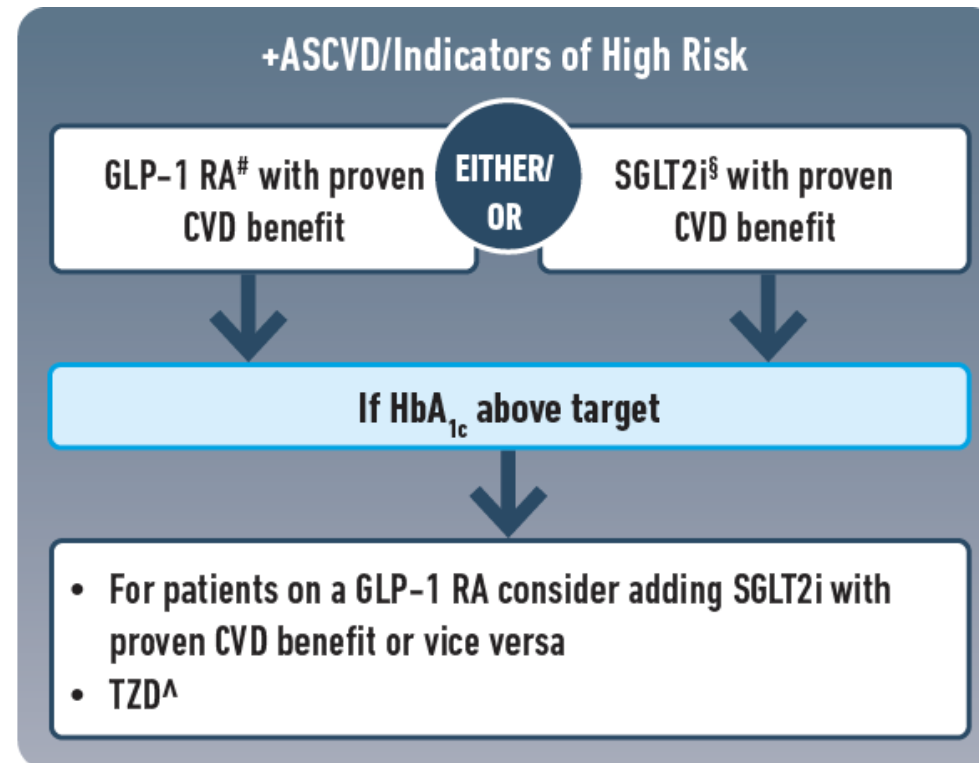 +ASCVD/Indicators of High Risk
GLP-1 RA# with proven
CVD benefit
EITHER/
OR
SGLT2i§ with proven
CVD benefit
If HbA1c above target
• For patients on a GLP-1 RA consider adding SGLT2i with
proven CVD benefit or vice versa
• TZD^